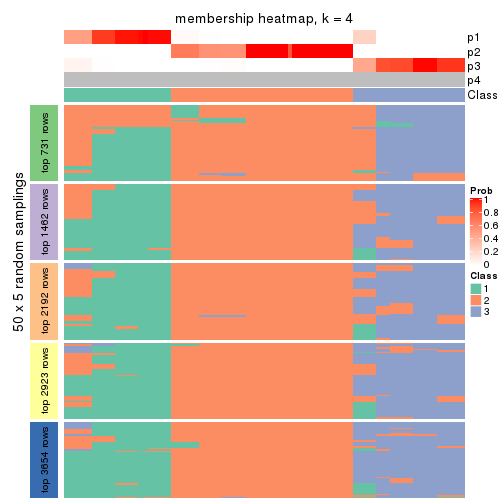 membership heatmap, k = 4
p1
p2
p3
p4
Class
50 x 5 random samplings
top 731 rows
top 1462 rows
top 2192 rows
top 2923 rows
top 3654 rows
Prob
1
0.8
0.6
0.4
0.2
0
Class
1
2
3